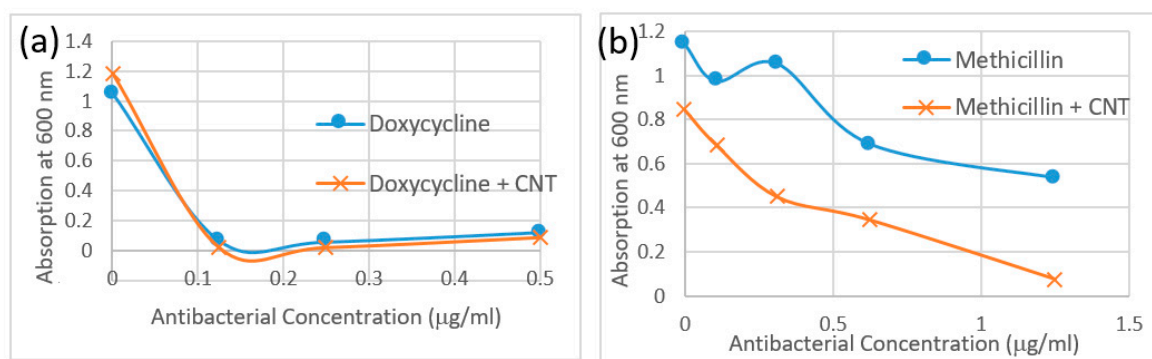 (a)
1.4
1.2
1
0.8
0.6
0.4
0.2
0
Absorption at 600 nm
Doxycycline
Doxycycline + CNT
0 0.1 0.2 0.3 0.4 0.5
Antibacterial Concentration (μg/ml)
(b)
1.2
1
0.8
0.6
0.4
0.2
0
Absorption at 600 nm
Methicillin
Methicillin + CNT
0 0.5 1 1.5
Antibacterial Concentration (μg/ml)